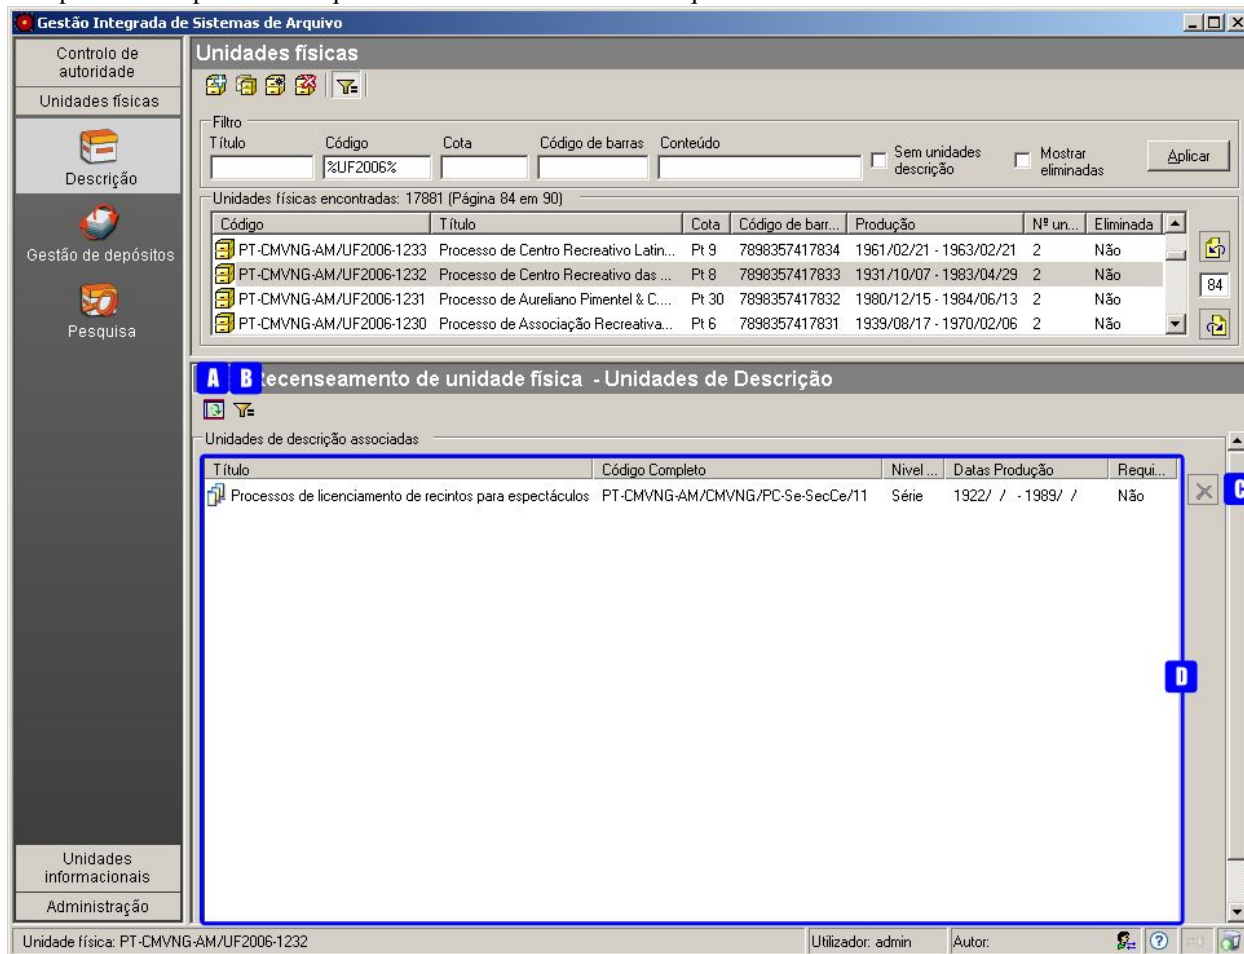 Gestão Integrada de Sistemas de Arquivo
Controlo de autoridade
Unidades físicas
Descrição
Gestão de depósitos
Pesquisa
Unidades informacionais
Administração
Unidades físicas
Filtro
Título Código Cota Código de barras Conteúdo
%UF2006%
Sem unidades descrição
Mostrar eliminadas
Aplicar
Unidades físicas encontradas: 17881 (Página 84 em 90)
Código Título Cota Código de barr... Produção Nº un... Eliminada
PT-CMVNG-AM/UF2006-1233 Processo de Centro Recreativo Latin... Pt 9 7898357417834 1961/02/21 - 1963/02/21 2 Não
PT-CMVNG-AM/UF2006-1232 Processo de Centro Recreativo das ... Pt 8 7898357417833 1931/10/07 - 1983/04/29 2 Não
PT-CMVNG-AM/UF2006-1231 Processo de Aureliano Pimentel & C.... Pt 30 7898357417832 1980/12/15 - 1984/06/13 2 Não
PT-CMVNG-AM/UF2006-1230 Processo de Associação Recreativa... Pt 6 7898357417831 1939/08/17 - 1970/02/06 2 Não
84
A B ecenseamento de unidade física - Unidades de Descrição
Unidades de descrição associadas
Título Código Completo Nivel ... Datas Produção Requi...
Processos de licenciamento de recintos para espectáculos PT-CMVNG-AM/CMVNG/PC-Se-SecCe/11 Série 1922/ / - 1989/ / Não
C
D
Unidade física: PT-CMVNG-AM/UF2006-1232 Utilizador: admin Autor: